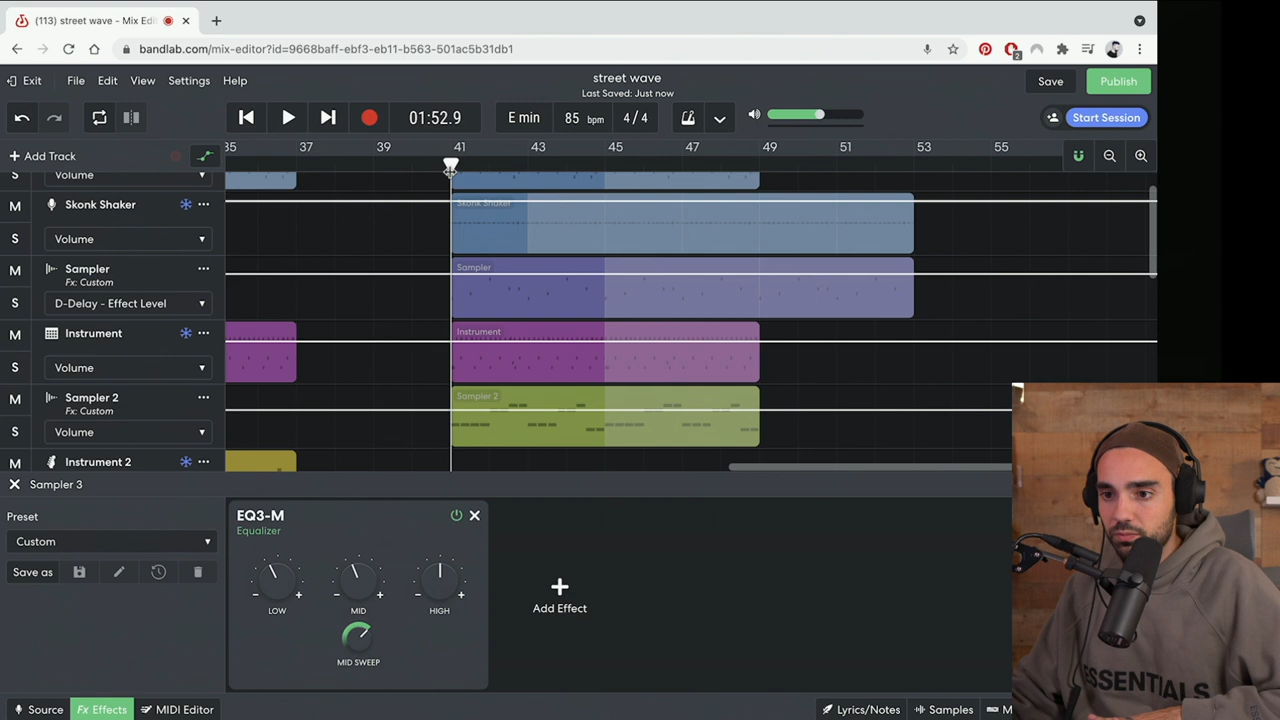 (113) street wave - Mix Edi
bandlab.com/mix-editor?id=9668baff-ebf3-eb11-b563-501ac5b31db1
2
Exit File Edit View Settings Help
street wave
Last Saved: Just now
Save Publish
01:52.9 E min 85 bpm 4 / 4
Start Session
Add Track
35 37 39 41 43 45 47 49 51 53 55
S Volume
M Skonk Shaker
Skonk Shaker
S Volume
M Sampler
Fx: Custom
Sampler
S D-Delay - Effect Level
M Instrument
Instrument
S Volume
M Sampler 2
Fx: Custom
Sampler 2
S Volume
M Instrument 2
Sampler 3
Preset
Custom
Save as
EQ3-M
Equalizer
LOW MID HIGH
MID SWEEP
Add Effect
Source Fx Effects MIDI Editor
Lyrics/Notes Samples M
ESSENTIALS